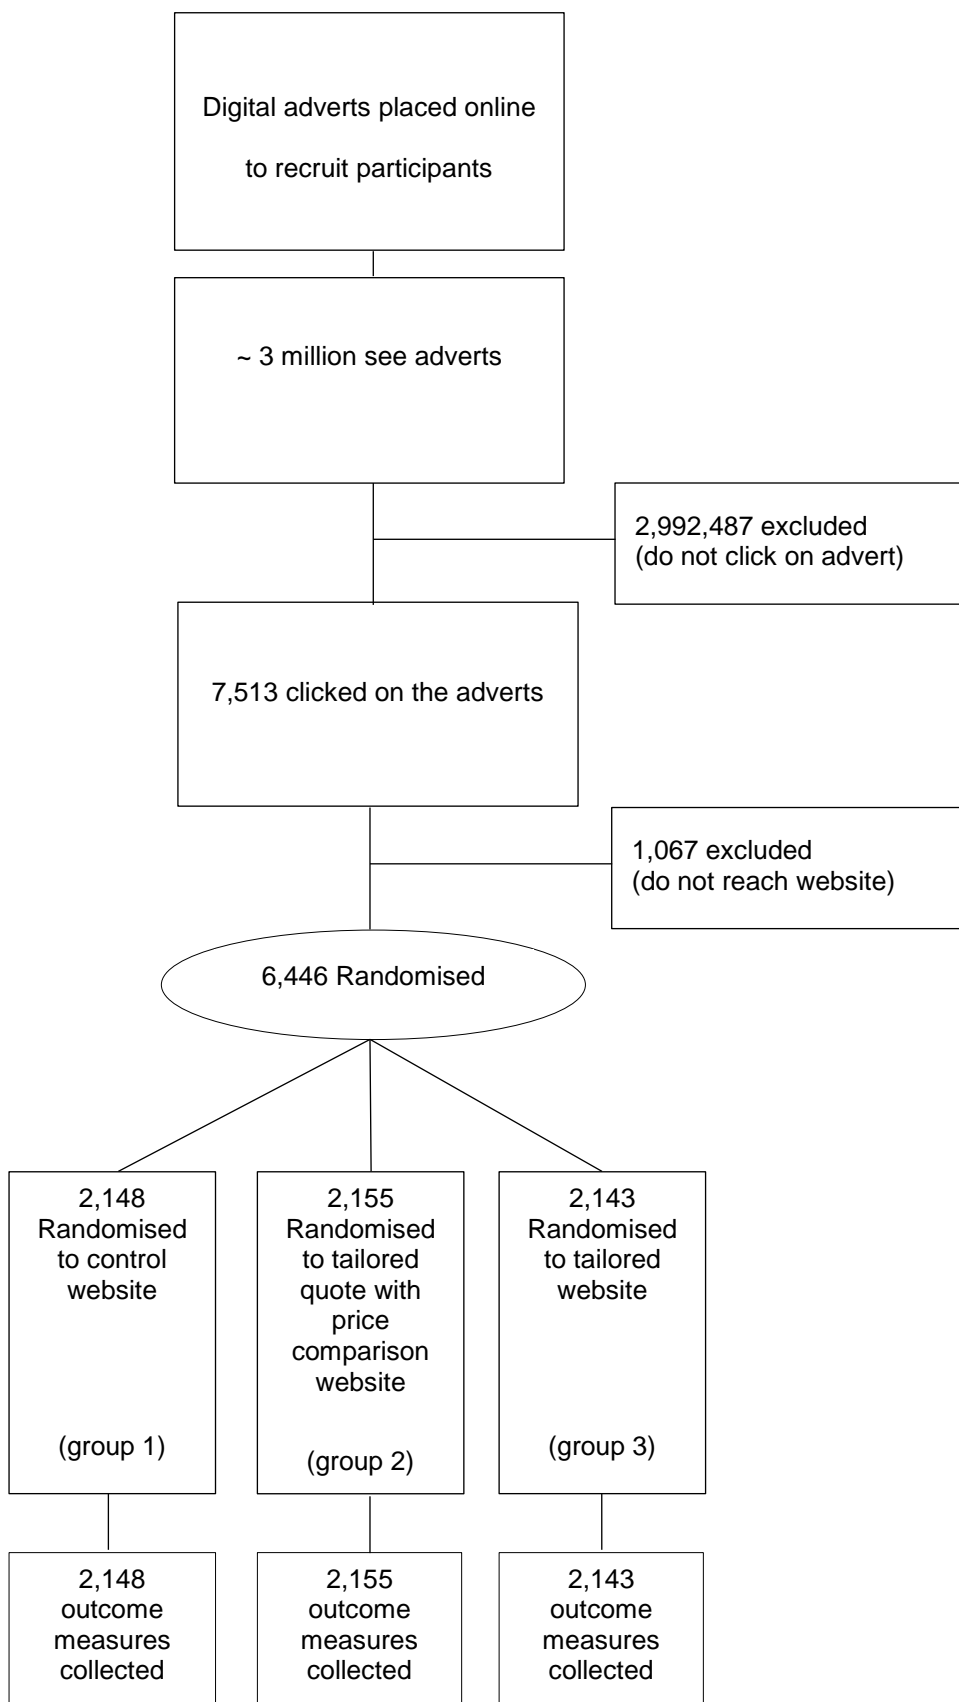 Digital adverts placed online
to recruit participants
~ 3 million see adverts
2,992,487 excluded
(do not click on advert)
7,513 clicked on the adverts
1,067 excluded
(do not reach website)
6,446 Randomised
2,148
Randomised
to control
website
(group 1)
2,155
Randomised
to tailored
quote with
price
comparison
website
(group 2)
2,143
Randomised
to tailored
website
(group 3)
2,148
outcome
measures
collected
2,155
outcome
measures
collected
2,143
outcome
measures
collected